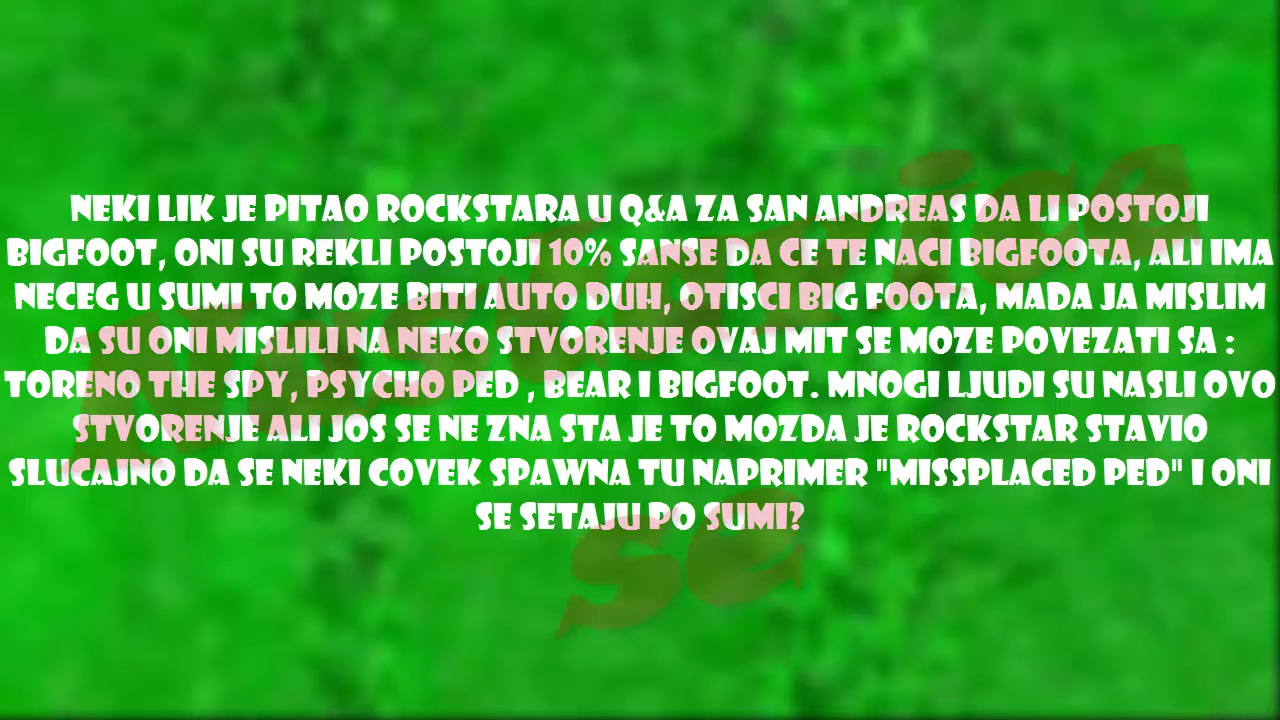 NEKI LIK JE PITAO ROCKSTARA U Q&A ZA SAN ANDREAS DA LI POSTOJI
BIGFOOT, ONI SU REKLI POSTOJI 10% SANSE DA CE TE NACI BIGFOOTA, ALI IMA
NECEG U SUMI TO MOZE BITI AUTO DUH, OTISCI BIG FOOTA, MADA JA MISLIM
DA SU ONI MISLILI NA NEKO STVORENJE OVAJ MIT SE MOZE POVEZATI SA :
TORENO THE SPY, PSYCHO PED , BEAR I BIGFOOT. MNOGI LJUDI SU NASLI OVO
STVORENJE ALI JOS SE NE ZNA STA JE TO MOZDA JE ROCKSTAR STAVIO
SLUCAJNO DA SE NEKI COVEK SPAWNA TU NAPRIMER "MISSPLACED PED" I ONI
SE SETAJU PO SUMI?
se